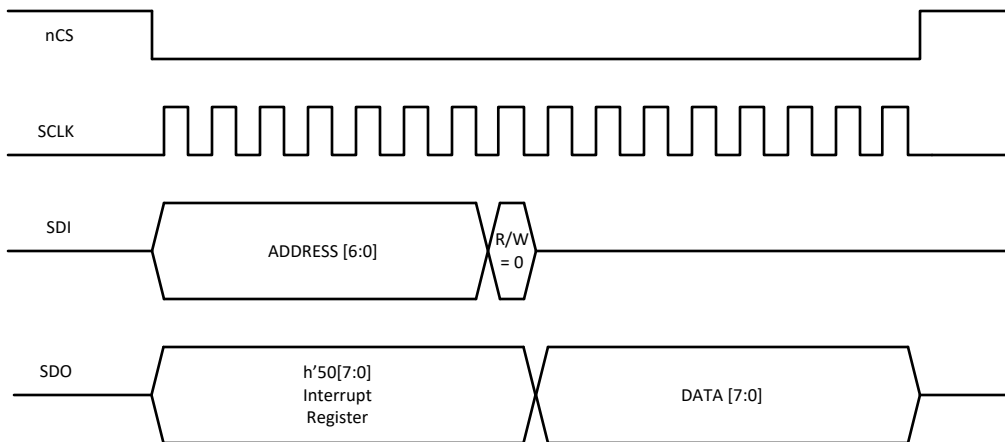 nCS
SCLK
SDI
ADDRESS [6:0]
R/W
= 0
SDO
h'50[7:0]
Interrupt
Register
DATA [7:0]